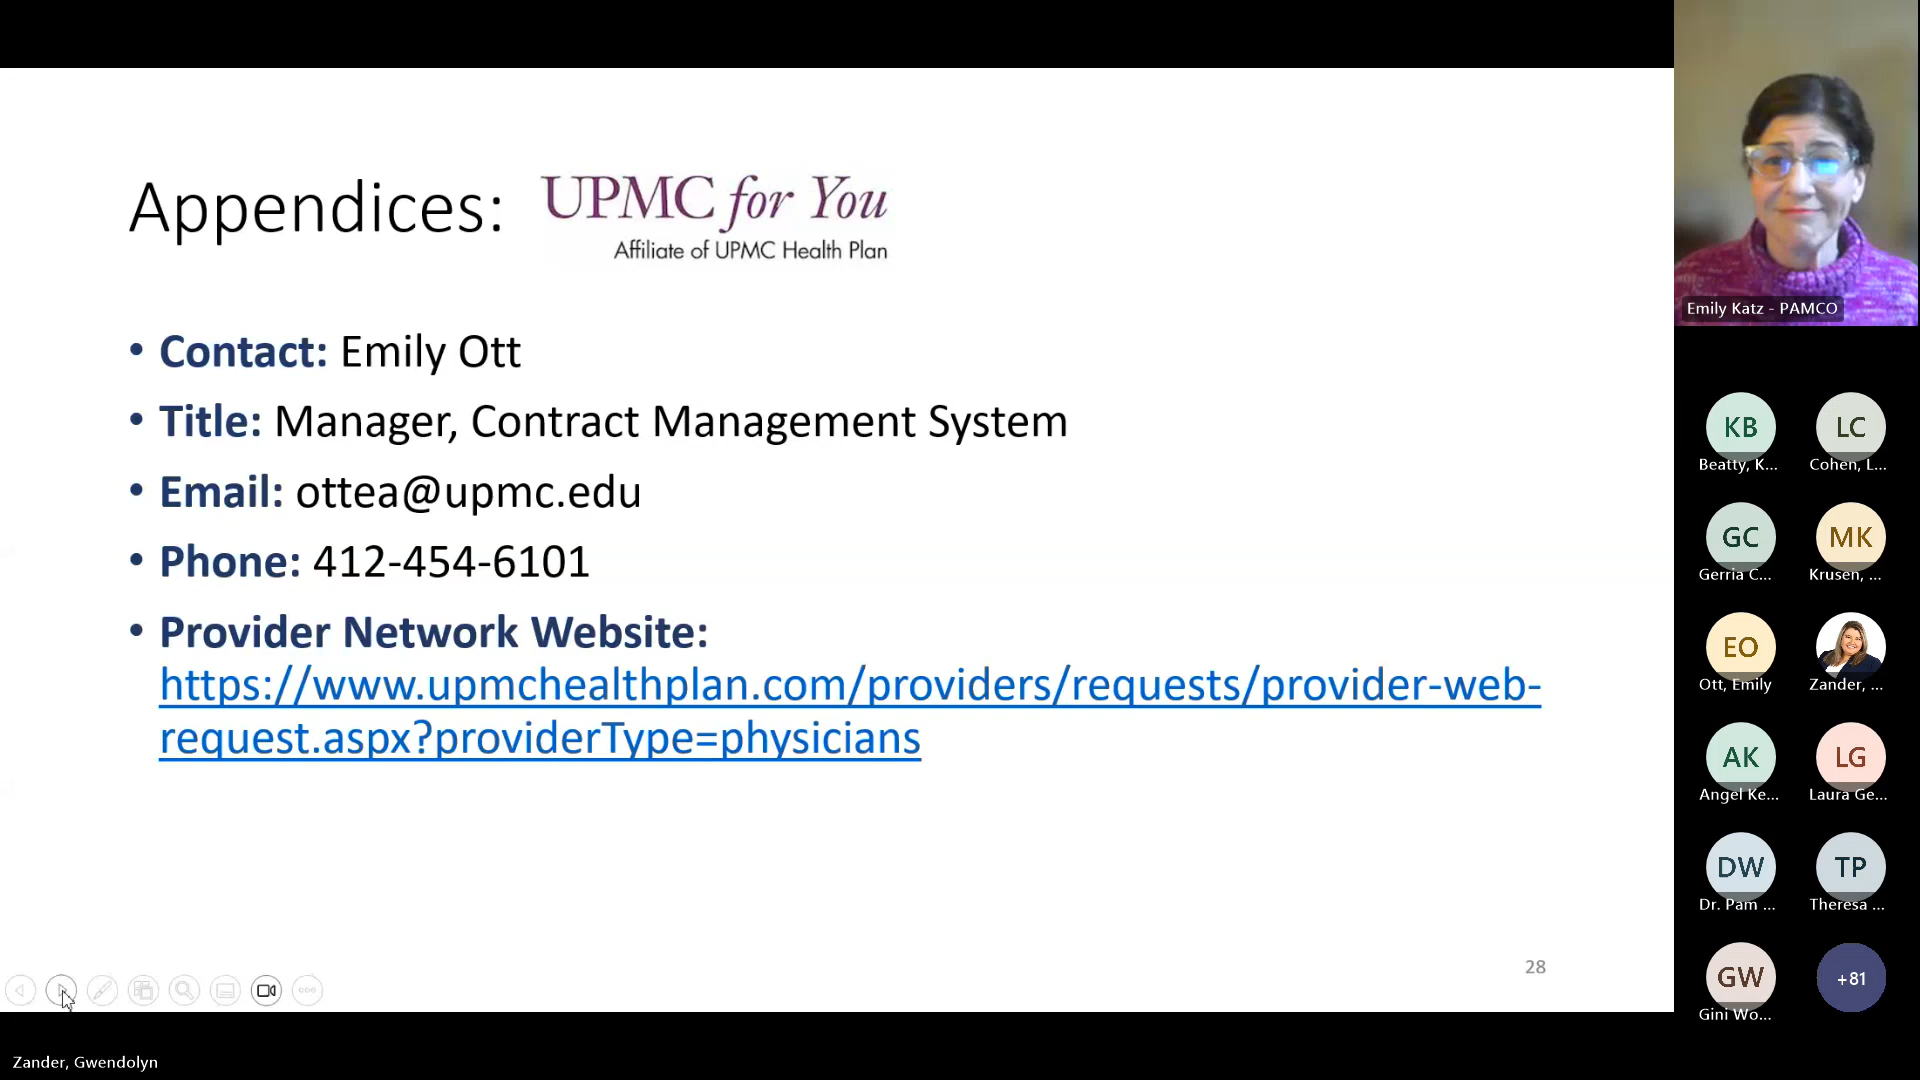 Appendices:
UPMC for You
Affiliate of UPMC Health Plan
• Contact: Emily Ott
• Title: Manager, Contract Management System
• Email: ottea@upmc.edu
• Phone: 412-454-6101
• Provider Network Website:
https://www.upmchealthplan.com/providers/requests/provider-web-
request.aspx?providerType=physicians
28
Zander, Gwendolyn
Emily Katz - PAMCO
KB
Beatty, K...
LC
Cohen, L...
GC
Gerria C...
MK
Krusen, ...
EO
Ott, Emily
Zander, ...
AK
Angel Ke...
LG
Laura Ge...
DW
Dr. Pam ...
TP
Theresa ...
GW
Gini Wo...
+81